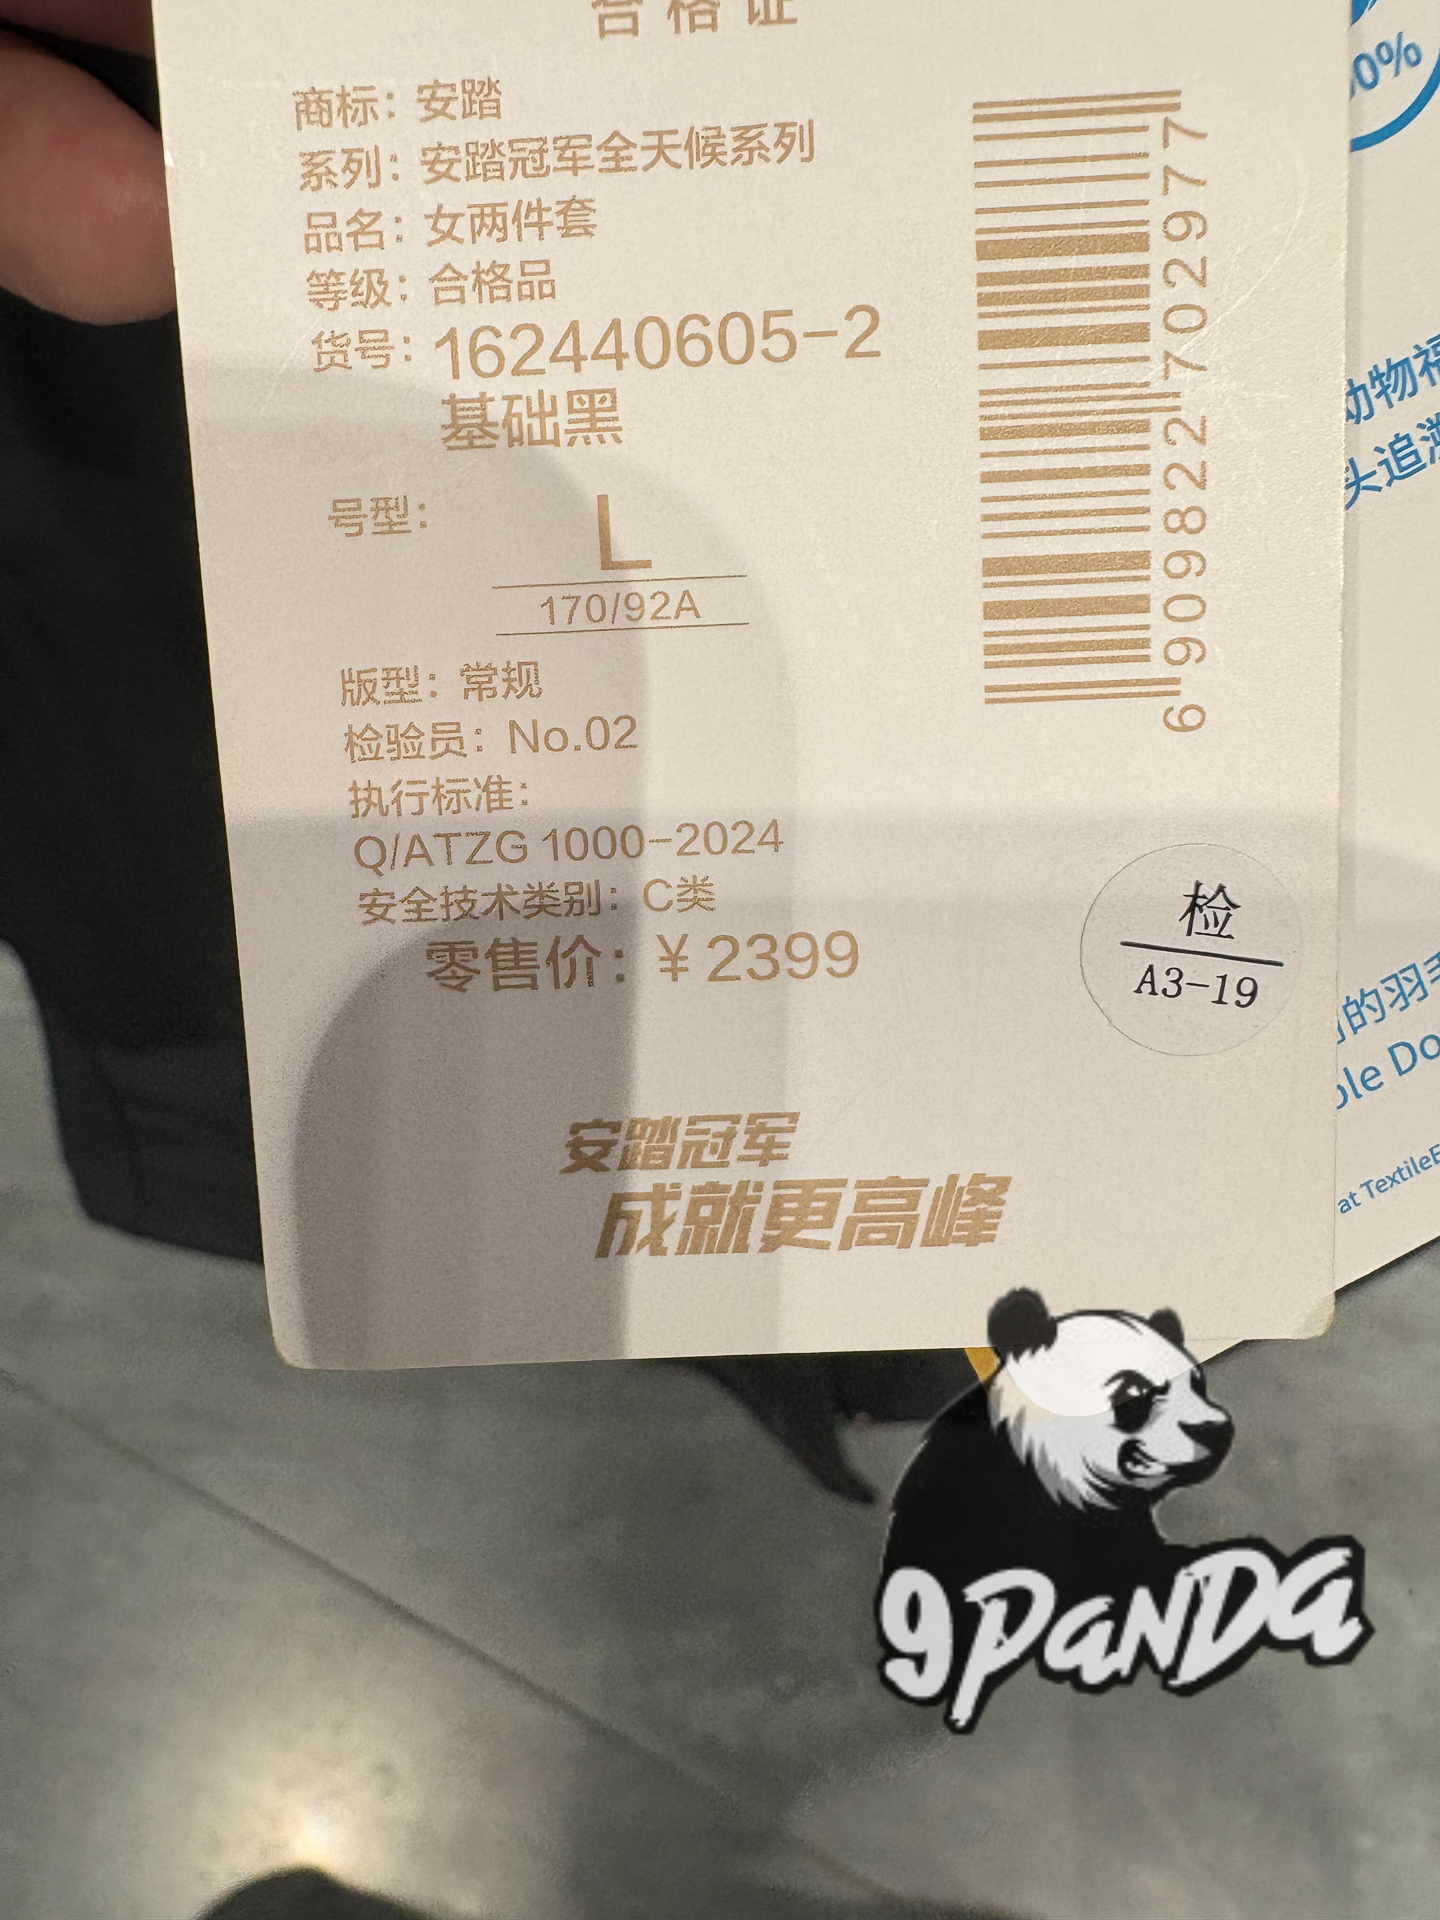 合格证
商标：安踏
系列：安踏冠军全天候系列
品名：女两件套
等级：合格品
货号：162440605-2
基础黑
号型：
L
170/92A
版型：常规
检验员：No.02
执行标准：
Q/ATZG 1000-2024
安全技术类别：C类
零售价：￥2399
安踏冠军
成就更高峰
6909822702977
检
A3-19
0%
动物福
头追溯
的羽毛
at TextileE
9PANDA